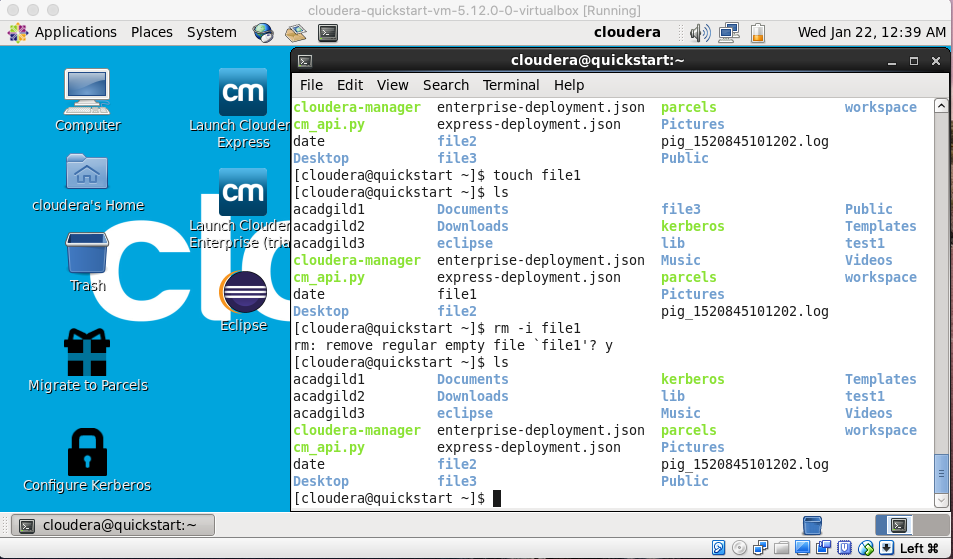 cloudera-quickstart-vm-5.12.0-0-virtualbox [Running]
Applications Places System cloudera Wed Jan 22, 12:39 AM
cloudera@quickstart:~
File Edit View Search Terminal Help
cloudera-manager enterprise-deployment.json parcels workspace
cm_api.py express-deployment.json Pictures
date file2 pig_1520845101202.log
Desktop file3 Public
[cloudera@quickstart ~]$ touch file1
[cloudera@quickstart ~]$ ls
acadgild1 Documents file3 Public
acadgild2 Downloads kerberos Templates
acadgild3 eclipse lib test1
cloudera-manager enterprise-deployment.json Music Videos
cm_api.py express-deployment.json parcels workspace
date file1 Pictures
Desktop file2 pig_1520845101202.log
[cloudera@quickstart ~]$ rm -i file1
rm: remove regular empty file `file1'? y
[cloudera@quickstart ~]$ ls
acadgild1 Documents kerberos Templates
acadgild2 Downloads lib test1
acadgild3 eclipse Music Videos
cloudera-manager enterprise-deployment.json parcels workspace
cm_api.py express-deployment.json Pictures
date file2 pig_1520845101202.log
Desktop file3 Public
[cloudera@quickstart ~]$
Computer
cloudera's Home
Trash
Migrate to Parcels
Configure Kerberos
cm
Launch Clouder
Express
cm
Launch Clouder
Enterprise (tria
Eclipse
clo
cloudera@quickstart:~
Left ⌘